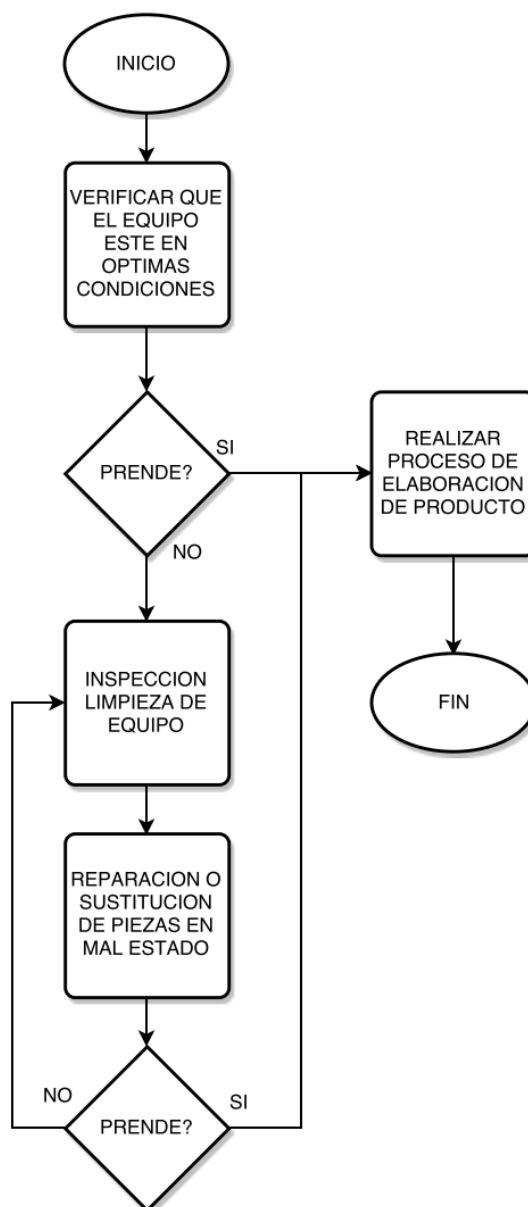 INICIO
VERIFICAR QUE
EL EQUIPO
ESTE EN
OPTIMAS
CONDICIONES
PRENDE?
SI
NO
REALIZAR
PROCESO DE
ELABORACION
DE PRODUCTO
FIN
INSPECCION
LIMPIEZA DE
EQUIPO
REPARACION O
SUSTITUCION
DE PIEZAS EN
MAL ESTADO
NO
PRENDE?
SI